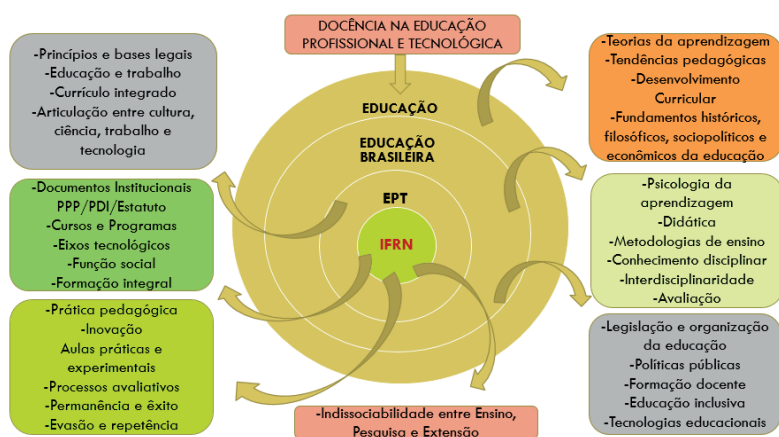 DOCÊNCIA NA EDUCAÇÃO
PROFISSIONAL E TECNOLÓGICA
-Princípios e bases legais
-Educação e trabalho
-Currículo integrado
-Articulação entre cultura,
ciência, trabalho e
tecnologia
-Documentos Institucionais
PPP/PDI/Estatuto
-Cursos e Programas
-Eixos tecnológicos
-Função social
-Formação integral
-Prática pedagógica
-Inovação
Aulas práticas e
experimentais
-Processos avaliativos
-Permanência e êxito
-Evasão e repetência
EDUCAÇÃO
EDUCAÇÃO
BRASILEIRA
EPT
IFRN
-Indissociabilidade entre Ensino,
Pesquisa e Extensão
-Teorias da aprendizagem
-Tendências pedagógicas
-Desenvolvimento
Curricular
-Fundamentos históricos,
filosóficos, sociopolíticos e
econômicos da educação
-Psicologia da
aprendizagem
-Didática
-Metodologias de ensino
-Conhecimento disciplinar
-Interdisciplinaridade
-Avaliação
-Legislação e organização
da educação
-Políticas públicas
-Formação docente
-Educação inclusiva
-Tecnologias educacionais